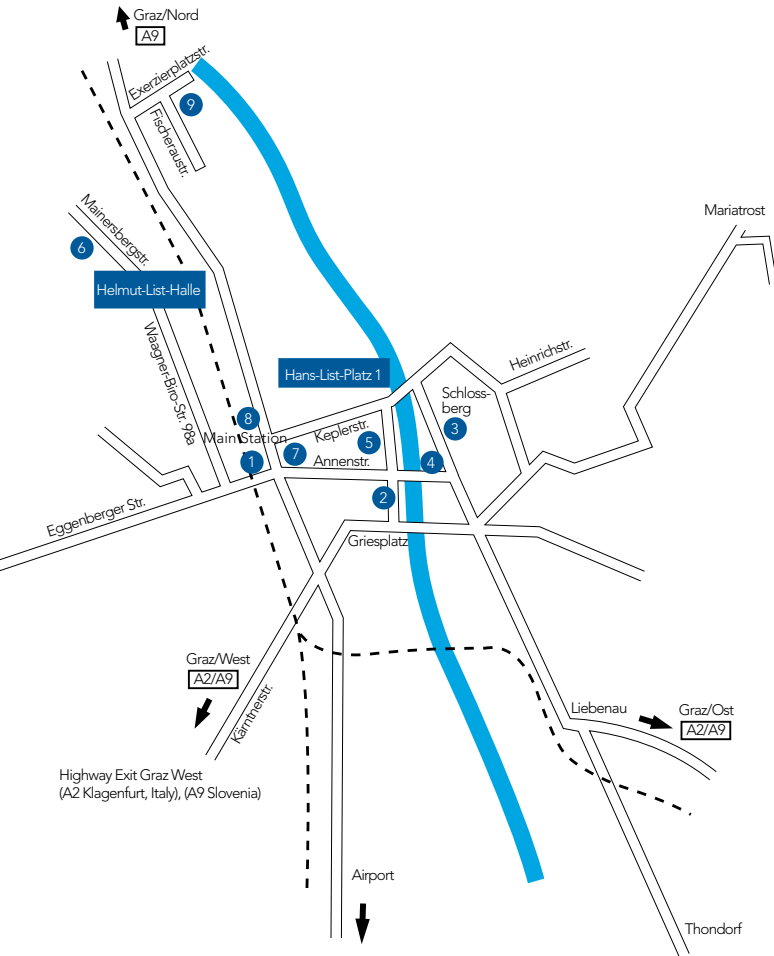 Graz/Nord
A9
Exerzierplatzstr.
9
Fischeraustr.
Mainersbergstr.
6
Mariatrost
Helmut-List-Halle
Waagner-Biro-Str. 98a
Heinrichstr.
Hans-List-Platz 1
Schloss-
berg
8
3
Main Station
Keplerstr.
5
7
Annenstr.
4
1
2
Eggenberger Str.
Griesplatz
Graz/West
A2/A9
Kärntnerstr.
Liebenau
Graz/Ost
A2/A9
Highway Exit Graz West
(A2 Klagenfurt, Italy), (A9 Slovenia)
Airport
Thondorf